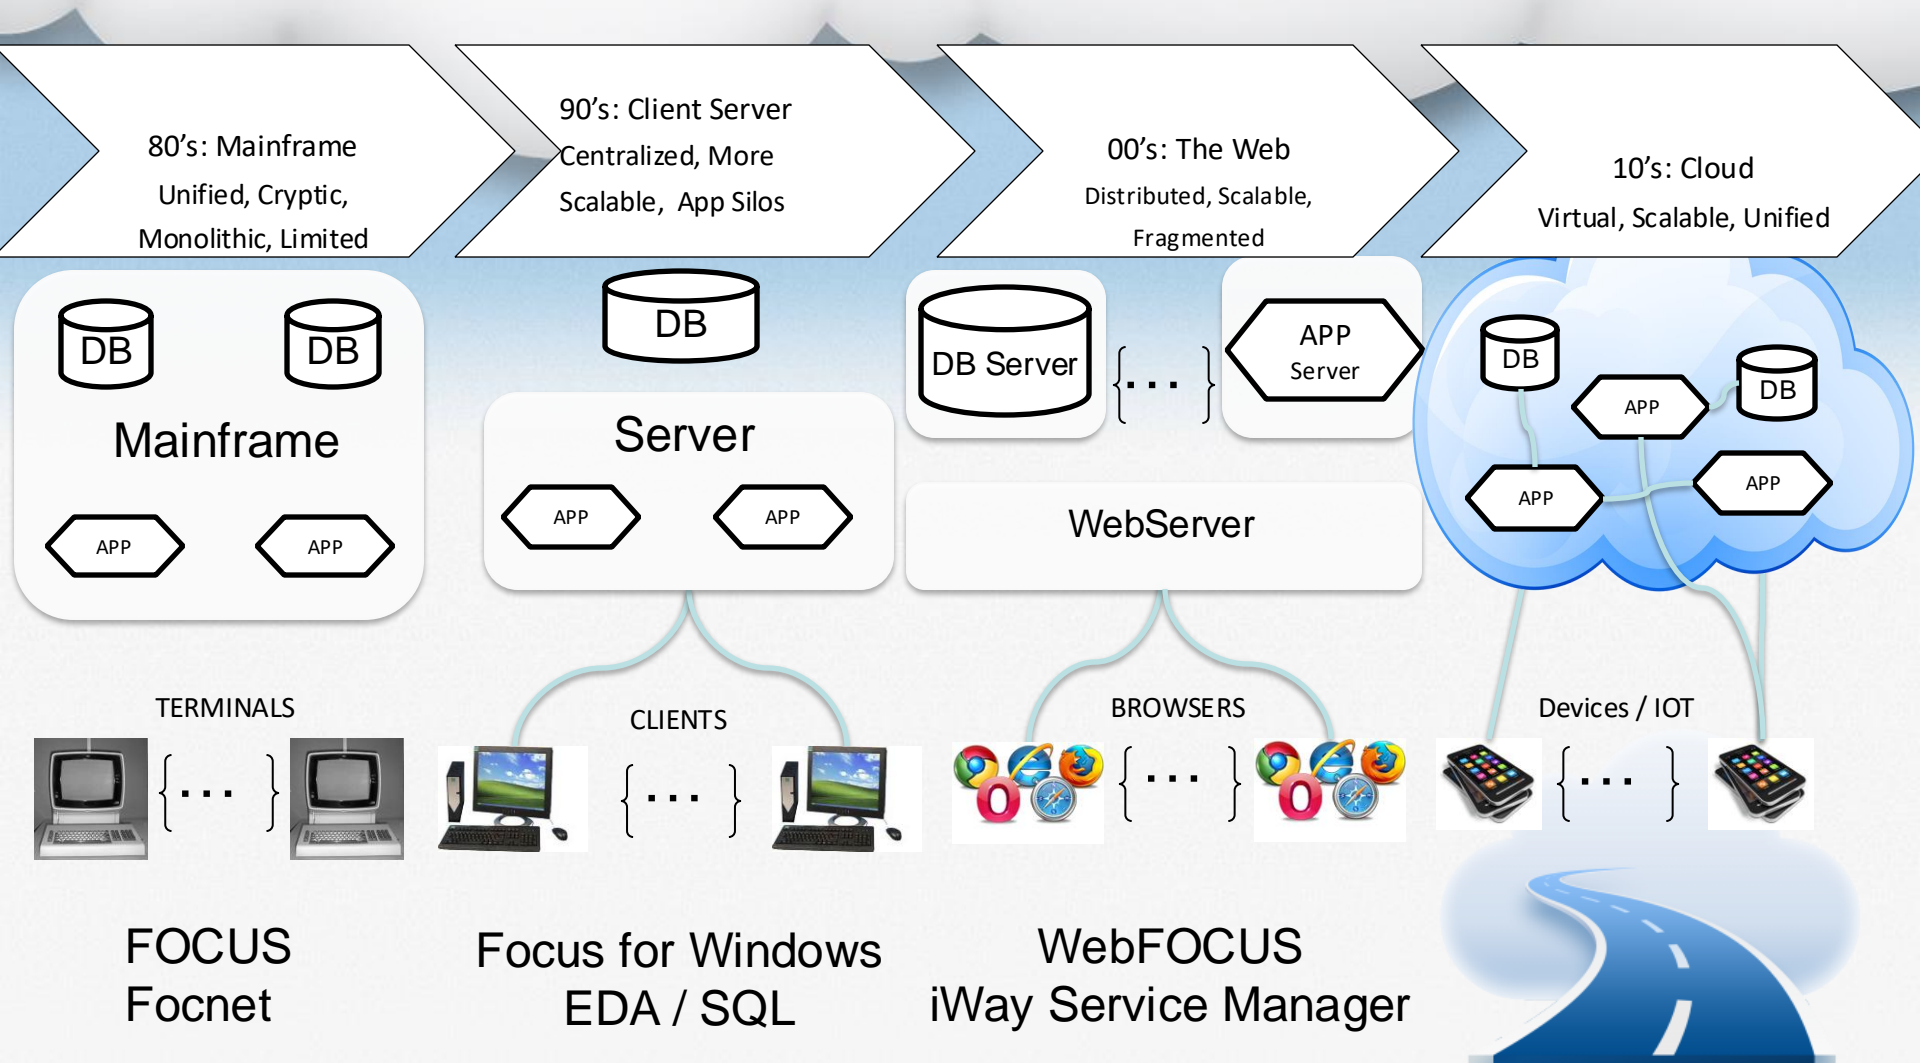 80’s: Mainframe
Unified, Cryptic,
Monolithic, Limited
90’s: Client Server
Centralized, More
Scalable, App Silos
00’s: The Web
Distributed, Scalable,
Fragmented
10’s: Cloud
Virtual, Scalable, Unified
DB
DB
Mainframe
APP
APP
TERMINALS
{... }
FOCUS
Focnet
DB
Server
APP
APP
CLIENTS
{... }
Focus for Windows
EDA / SQL
DB Server
{... }
APP
Server
WebServer
BROWSERS
{... }
WebFOCUS
iWay Service Manager
DB
APP
DB
APP
APP
Devices / IOT
{... }